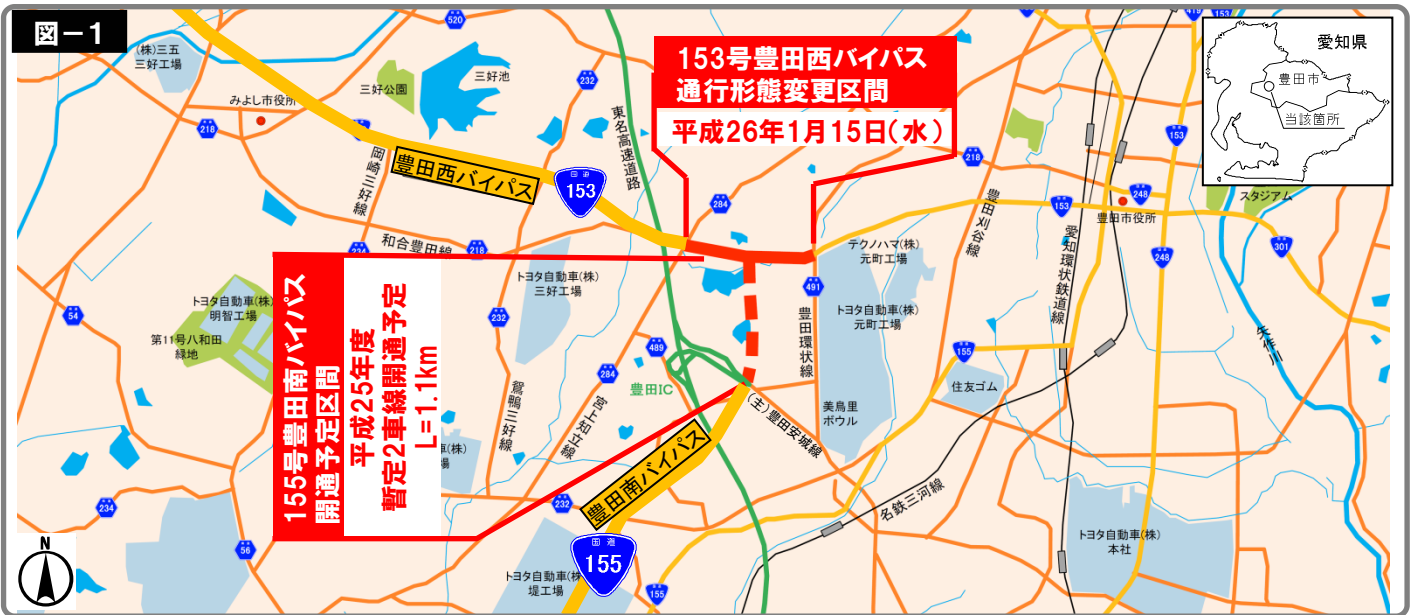 図－1
520
(株)三五
三好工場
三好池
三好公園
みよし市役所
218
232
東名高速道路
153号豊田西バイパス
通行形態変更区間
平成26年1月15日(水)
419
153
愛知県
豊田市
当該箇所
岡崎三好線
豊田西バイパス
国道
153
284
218
153
248
153
豊田市役所
スタジアム
豊田刈谷線
愛知環状鉄道線
301
248
和合豊田線
218
234
テクノハマ(株)
元町工場
トヨタ自動車(株)
三好工場
491
トヨタ自動車(株)
元町工場
豊田環状線
矢作川
トヨタ自動車(株)
明智工場
54
第11号八和田
緑地
155号豊田南バイパス
開通予定区間
平成25年度
暫定2車線開通予定
L=1.1km
232
489
284
豊田IC
155
住友ゴム
美鳥里
ボウル
(主)豊田安城線
鴛鴨三好線
宮上知立線
車(株)
場
豊田南バイパス
232
名鉄三河線
234
56
国道
155
トヨタ自動車(株
堤工場
155
トヨタ自動車(株)
本社
N